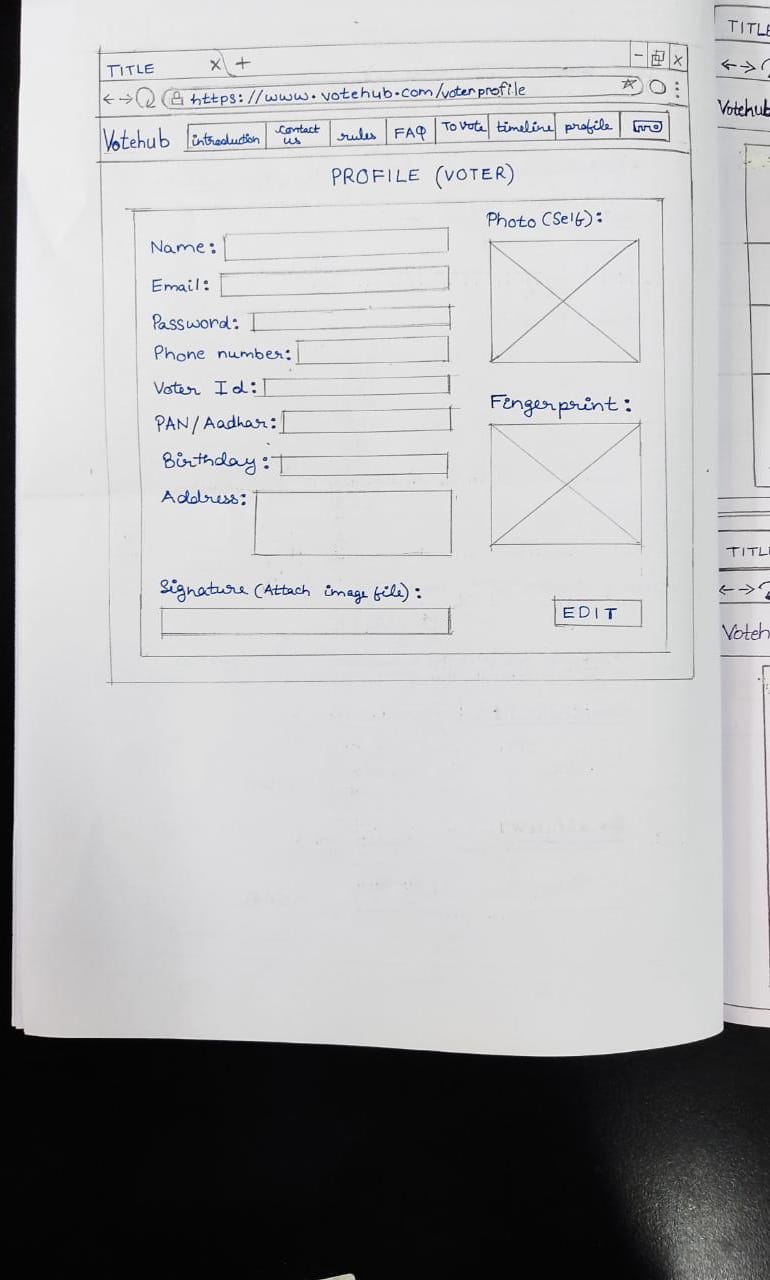 TITLE x +
- x
https://www.votehub.com/voterprofile
Votehub introduction Contact us rules FAQ To Vote timeline profile
PROFILE (VOTER)
Name:
Email:
Password:
Phone number:
Voter Id:
PAN/Aadhar:
Birthday:
Address:
Signature (Attach image file):
Photo (Self):
Fingerprint:
EDIT
TITLE
Votehub
TITL
Voteh